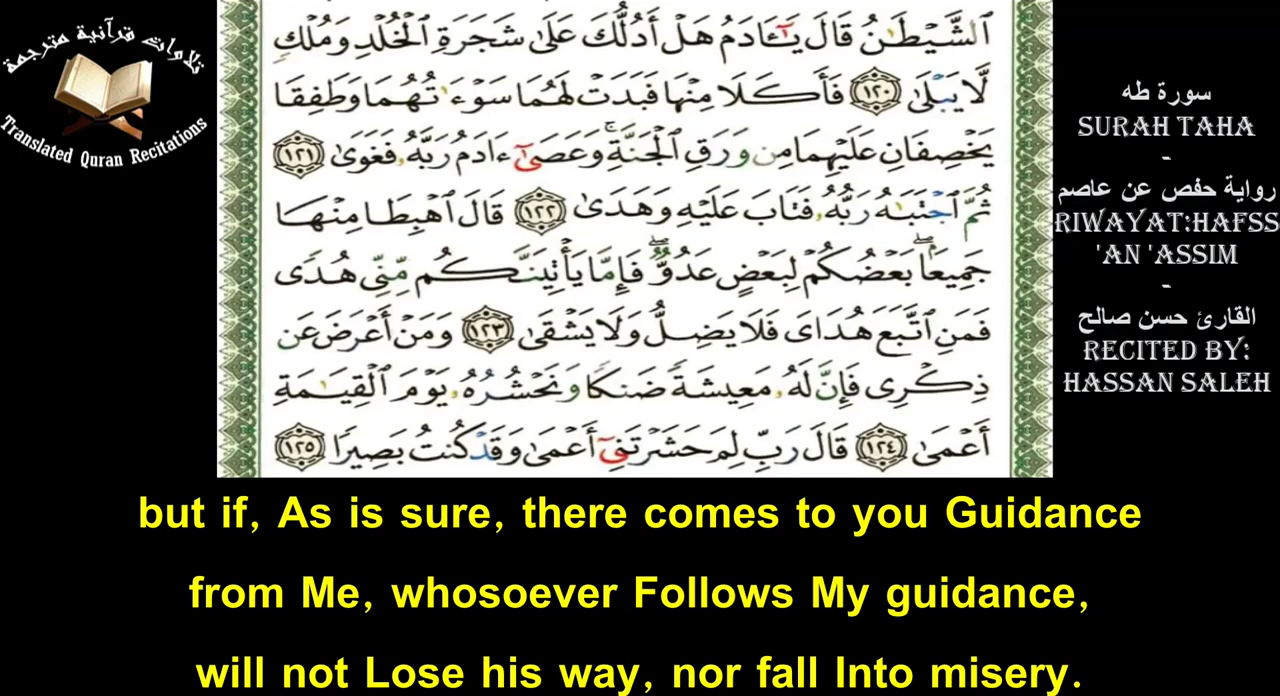 تلاوات قرآنية مترجمة
Translated Quran Recitations
ٱلشَّيْطَٰنُ قَالَ يَٰٓـَٔادَمُ هَلْ أَدُلُّكَ عَلَىٰ شَجَرَةِ ٱلْخُلْدِ وَمُلْكٍ
لَّا يَبْلَىٰ ١٢٠ فَأَكَلَا مِنْهَا فَبَدَتْ لَهُمَا سَوْءَٰتُهُمَا وَطَفِقَا
يَخْصِفَانِ عَلَيْهِمَا مِن وَرَقِ ٱلْجَنَّةِ ۚ وَعَصَىٰٓ ءَادَمُ رَبَّهُۥ فَغَوَىٰ ١٢١
ثُمَّ ٱجْتَبَٰهُ رَبُّهُۥ فَتَابَ عَلَيْهِ وَهَدَىٰ ١٢٢ قَالَ ٱهْبِطَا مِنْهَا
جَمِيعًۢا ۖ بَعْضُكُمْ لِبَعْضٍ عَدُوٌّ ۖ فَإِمَّا يَأْتِيَنَّكُم مِّنِّى هُدًى
فَمَنِ ٱتَّبَعَ هُدَاىَ فَلَا يَضِلُّ وَلَا يَشْقَىٰ ١٢٣ وَمَنْ أَعْرَضَ عَن
ذِكْرِى فَإِنَّ لَهُۥ مَعِيشَةً ضَنكًا وَنَحْشُرُهُۥ يَوْمَ ٱلْقِيَٰمَةِ
أَعْمَىٰ ١٢٤ قَالَ رَبِّ لِمَ حَشَرْتَنِىٓ أَعْمَىٰ وَقَدْ كُنتُ بَصِيرًا ١٢٥
سورة طه
SURAH TAHA
-
رواية حفص عن عاصم
RIWAYAT:HAFSS
'AN 'ASSIM
-
القارئ حسن صالح
RECITED BY:
HASSAN SALEH
but if, As is sure, there comes to you Guidance
from Me, whosoever Follows My guidance,
will not Lose his way, nor fall Into misery.